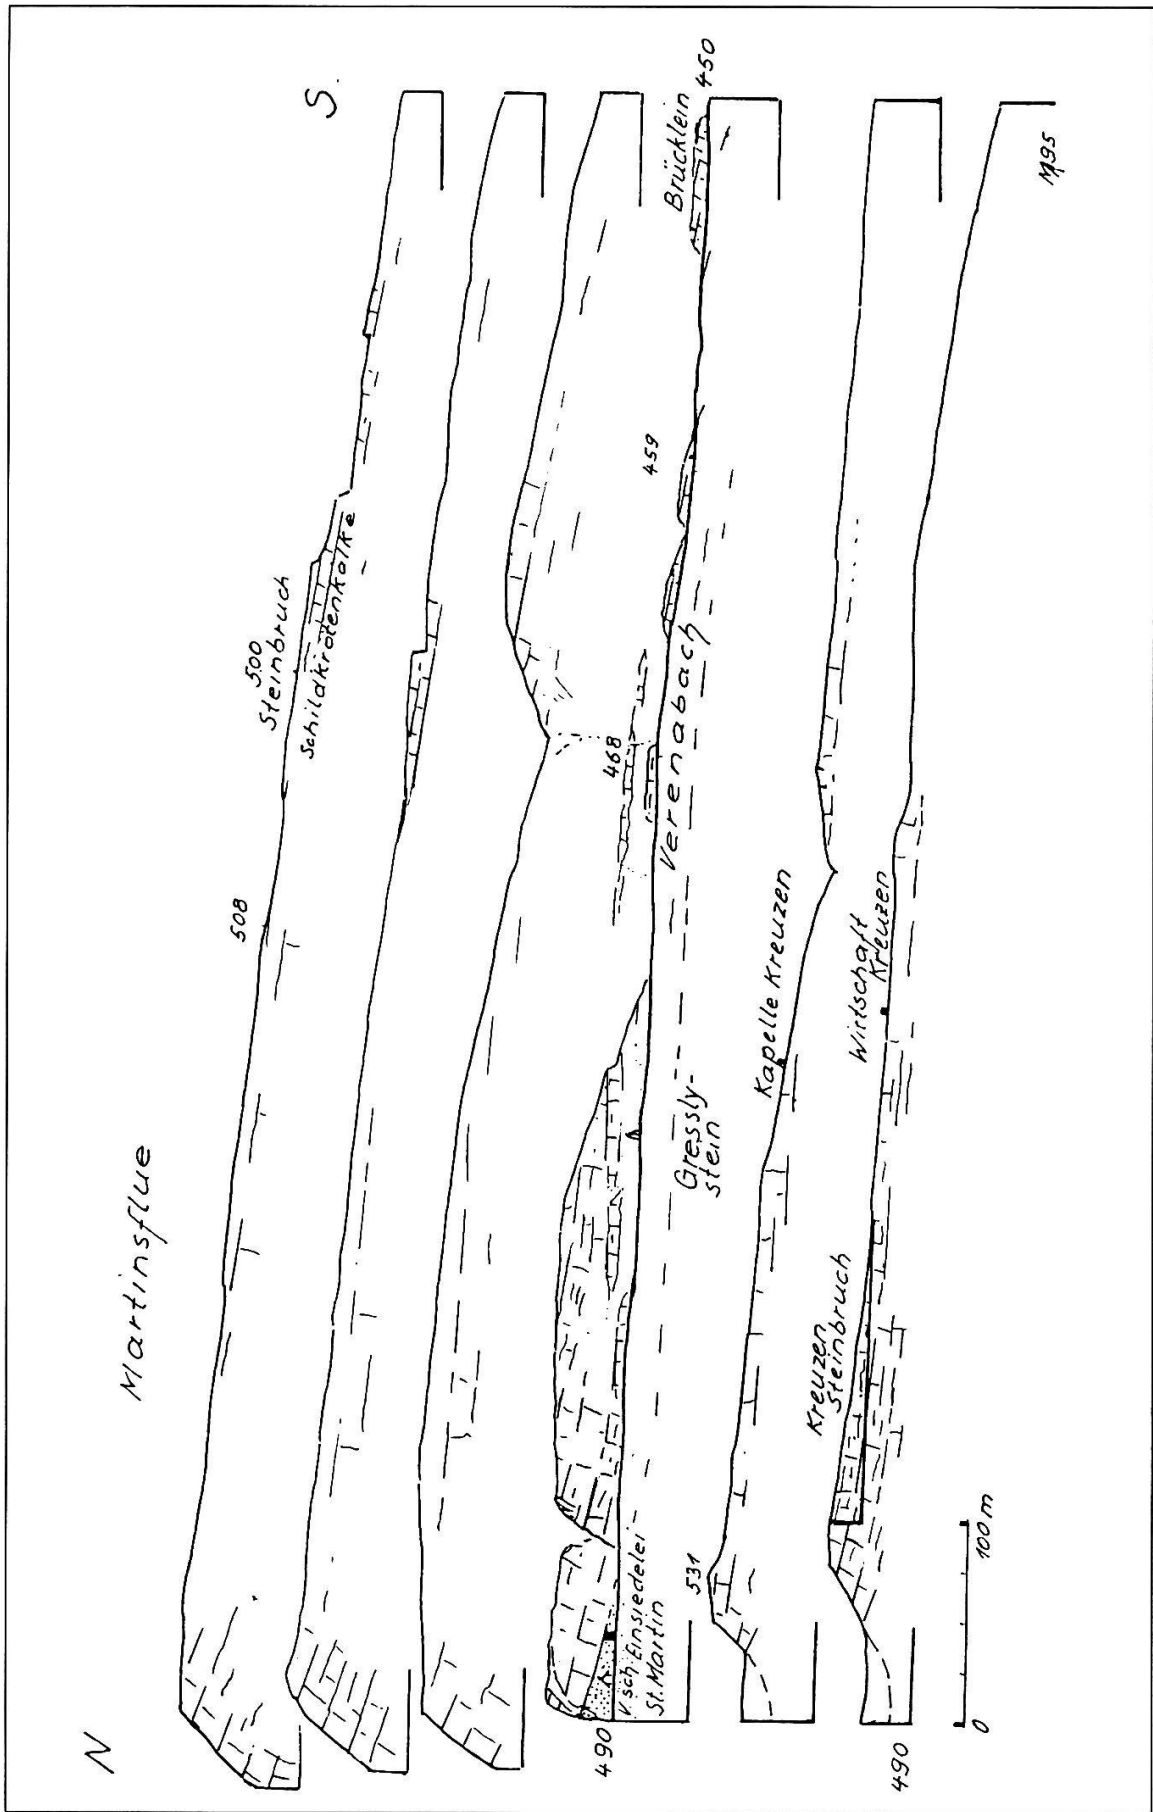 Martinsflue
N
S.
508
500
Steinbruch
Schildkrötenkalke
468
459
Brücklein
450
Verenabach
Gressly-
stein
V. sch. Einsiedelei
St. Martin
490
531
Kapelle Kreuzen
Wirtschaft
Kreuzen
Kreuzen
Steinbruch
490
0
100 m